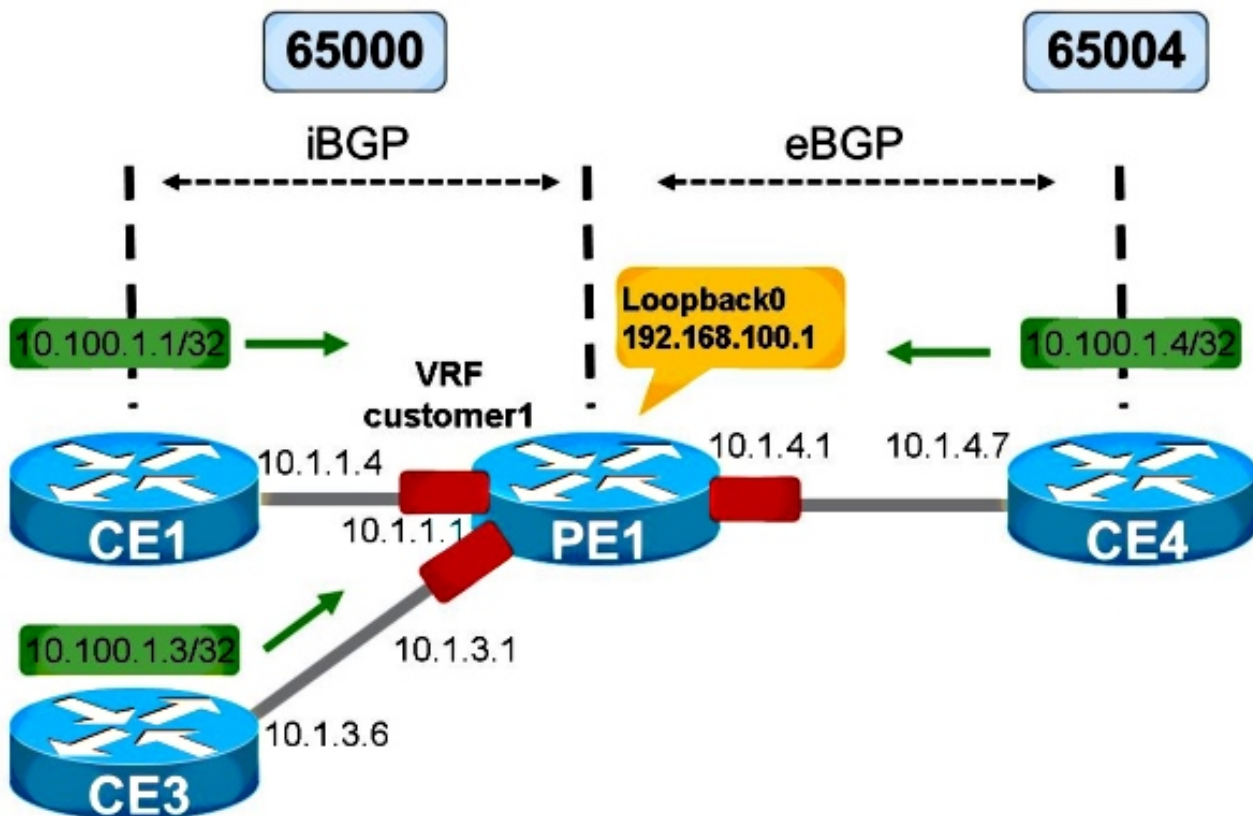 65000
65004
iBGP
eBGP
Loopback0
192.168.100.1
10.100.1.1/32
10.100.1.4/32
VRF
customer1
10.1.1.4
10.1.4.1
10.1.4.7
CE1
10.1.1.1
PE1
CE4
10.100.1.3/32
10.1.3.1
10.1.3.6
CE3